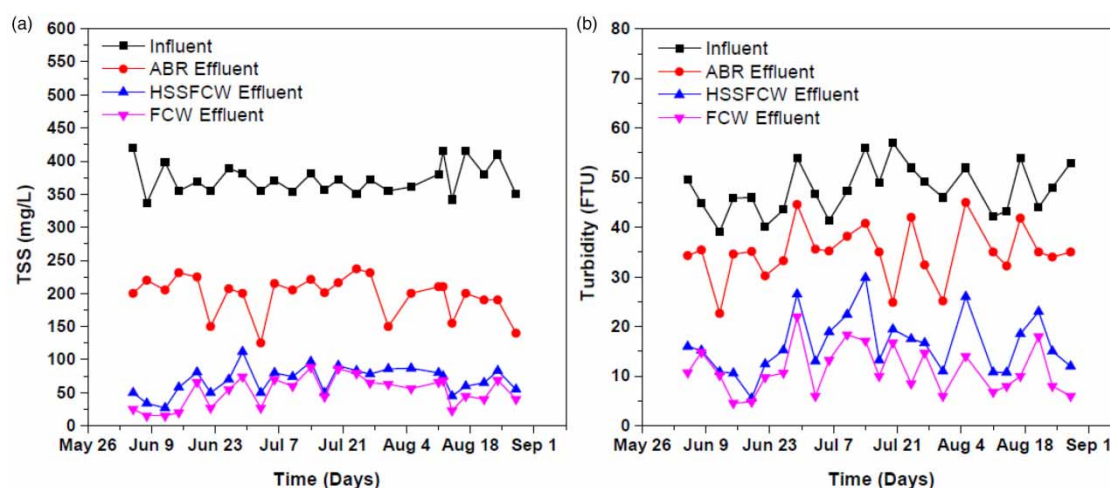 (a)
600
550
500
450
400
350
300
250
200
150
100
50
0
TSS (mg/L)
Influent
ABR Effluent
HSSFCW Effluent
FCW Effluent
May 26 Jun 9 Jun 23 Jul 7 Jul 21 Aug 4 Aug 18 Sep 1
Time (Days)
(b)
80
70
60
50
40
30
20
10
0
Turbidity (FTU)
Influent
ABR Effluent
HSSFCW Effluent
FCW Effluent
May 26 Jun 9 Jun 23 Jul 7 Jul 21 Aug 4 Aug 18 Sep 1
Time (Days)